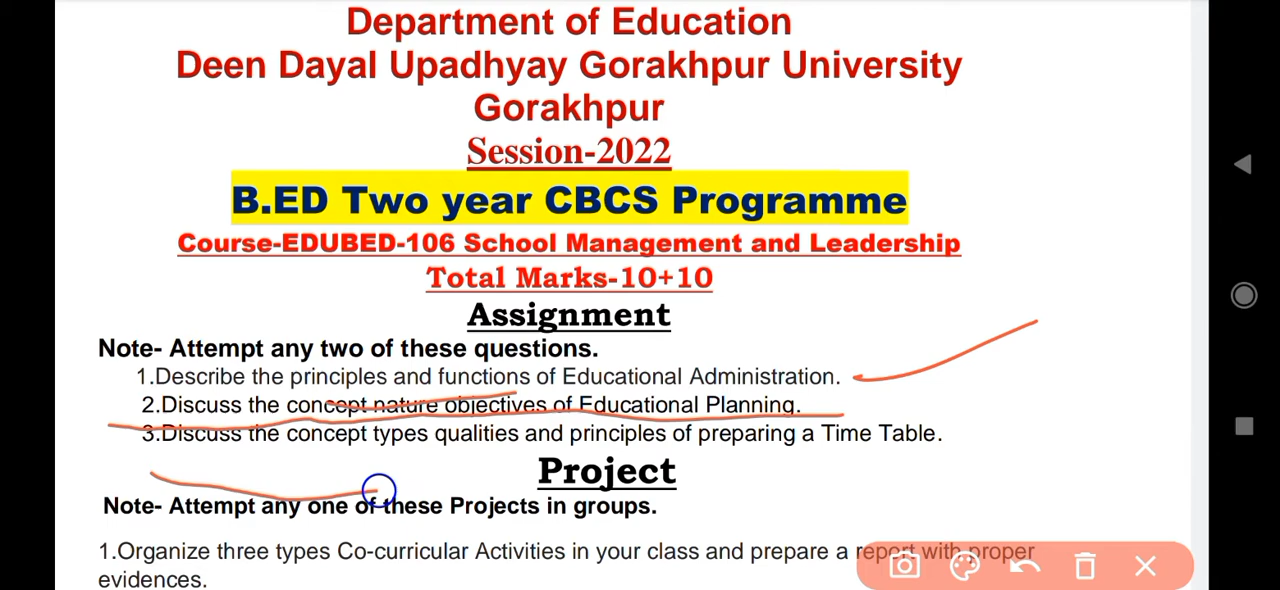 Department of Education
Deen Dayal Upadhyay Gorakhpur University
Gorakhpur
Session-2022
B.ED Two year CBCS Programme
Course-EDUBED-106 School Management and Leadership
Total Marks-10+10
Assignment
Note- Attempt any two of these questions.
1.Describe the principles and functions of Educational Administration.
2.Discuss the concept nature objectives of Educational Planning.
3.Discuss the concept types qualities and principles of preparing a Time Table.
Project
Note- Attempt any one of these Projects in groups.
1.Organize three types Co-curricular Activities in your class and prepare a report with proper
evidences.